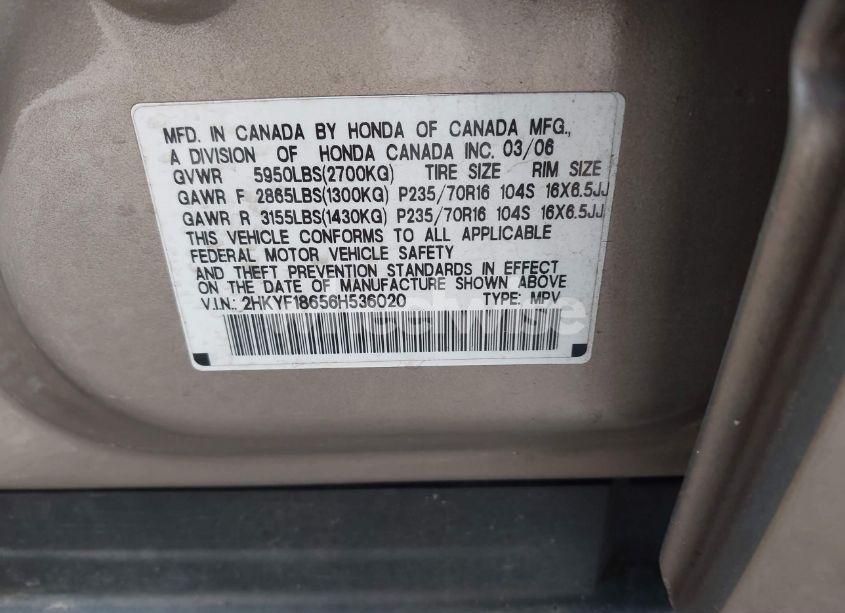 MFD. IN CANADA BY HONDA OF CANADA MFG.,
A DIVISION OF HONDA CANADA INC. 03/06
GVWR 5950LBS(2700KG) TIRE SIZE RIM SIZE
GAWR F 2865LBS(1300KG) P235/70R16 104S 16X6.5JJ
GAWR R 3155LBS(1430KG) P235/70R16 104S 16X6.5JJ
THIS VEHICLE CONFORMS TO ALL APPLICABLE
FEDERAL MOTOR VEHICLE SAFETY
AND THEFT PREVENTION STANDARDS IN EFFECT
ON THE DATE OF MANUFACTURE SHOWN ABOVE
V.I.N.: 2HKYF18656H536020 TYPE: MPV